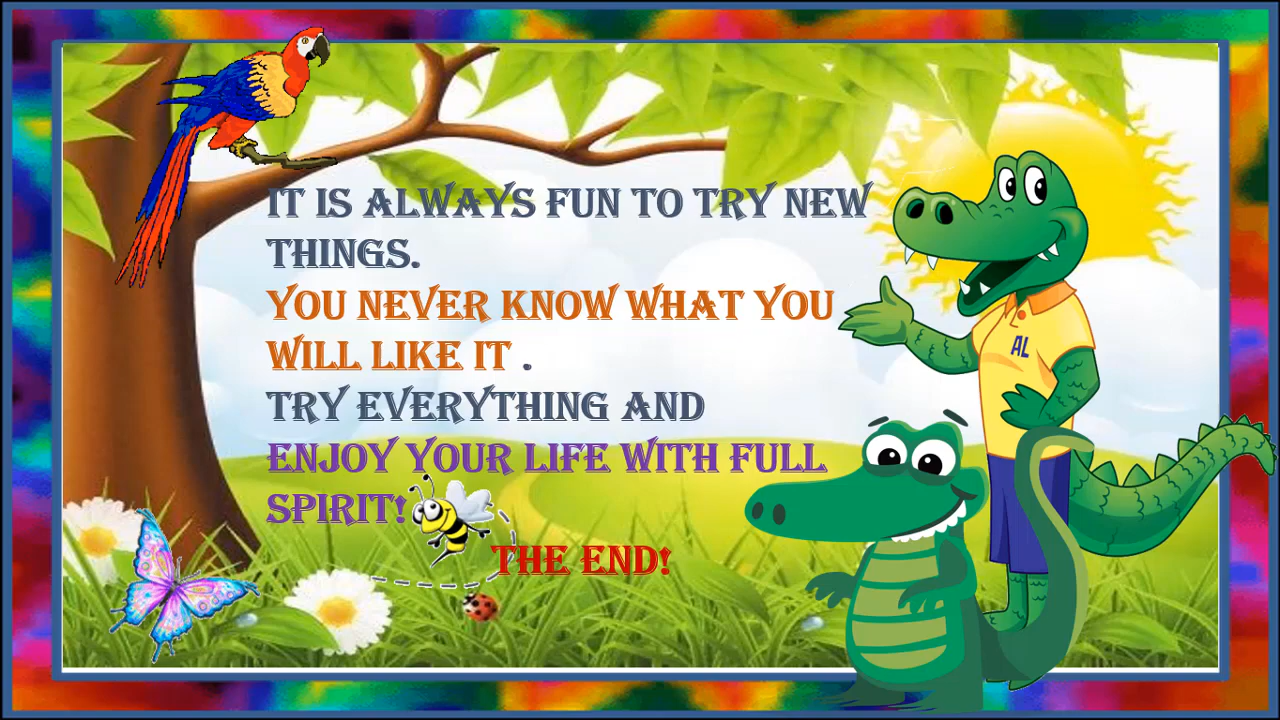 IT IS ALWAYS FUN TO TRY NEW
THINGS.
YOU NEVER KNOW WHAT YOU
WILL LIKE IT .
TRY EVERYTHING AND
ENJOY YOUR LIFE WITH FULL
SPIRIT!
THE END!
AL